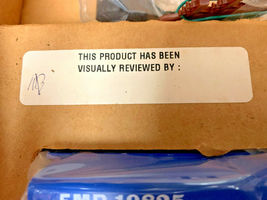 THIS PRODUCT HAS BEEN
VISUALLY REVIEWED BY :